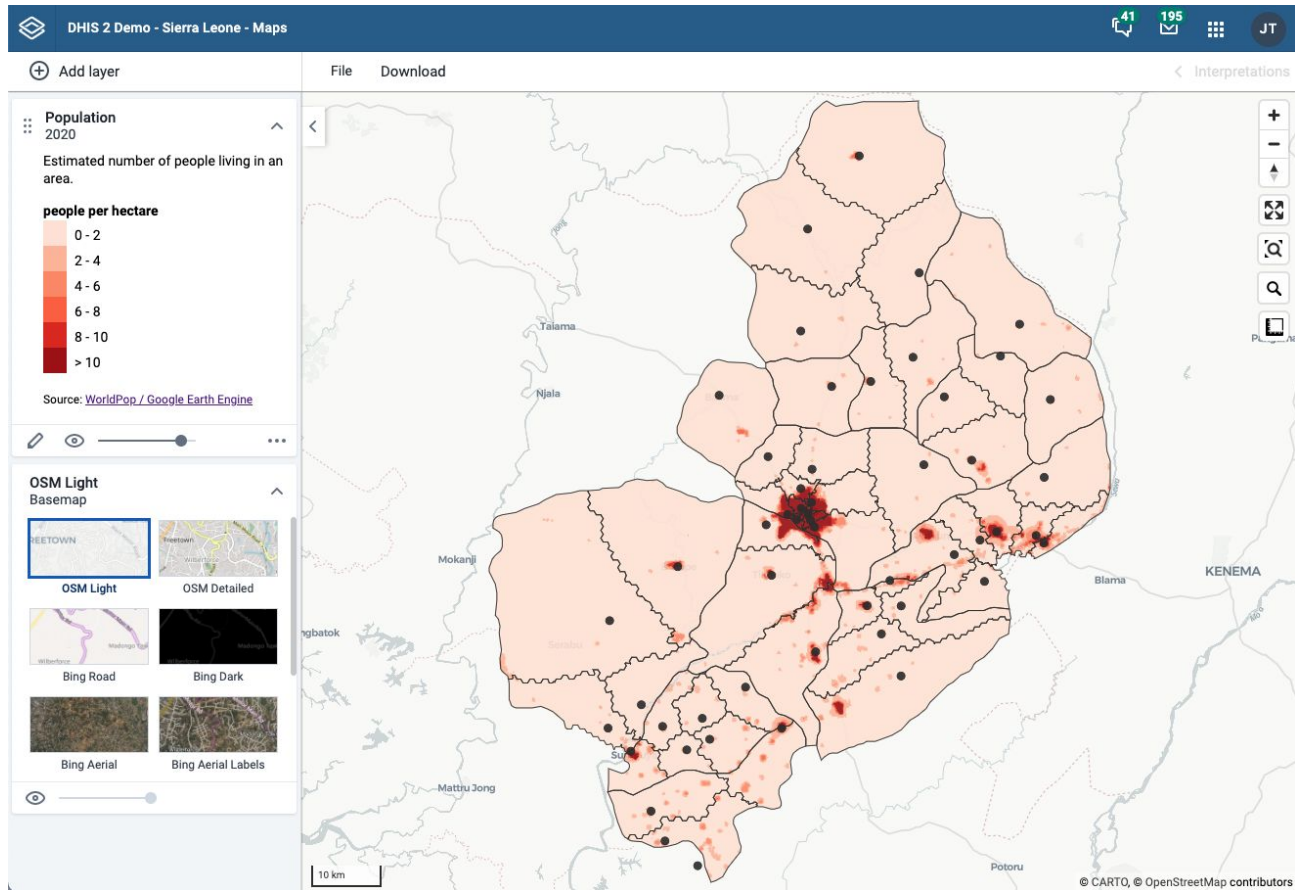 DHIS 2 Demo - Sierra Leone - Maps
41
195
JT
Add layer
File
Download
Interpretations
Population
2020
Estimated number of people living in an
area.
people per hectare
0 - 2
2 - 4
4 - 6
6 - 8
8 - 10
> 10
Source: WorldPop / Google Earth Engine
OSM Light
Basemap
REETOWN
OSM Light
Freetown
Wilberforce
OSM Detailed
Wilberforce
Bing Road
Bing Dark
Bing Aerial
Bing Aerial Labels
Taiama
Njala
Mokanji
Mattru Jong
Blama
KENEMA
Potoru
10 km
© CARTO, © OpenStreetMap contributors